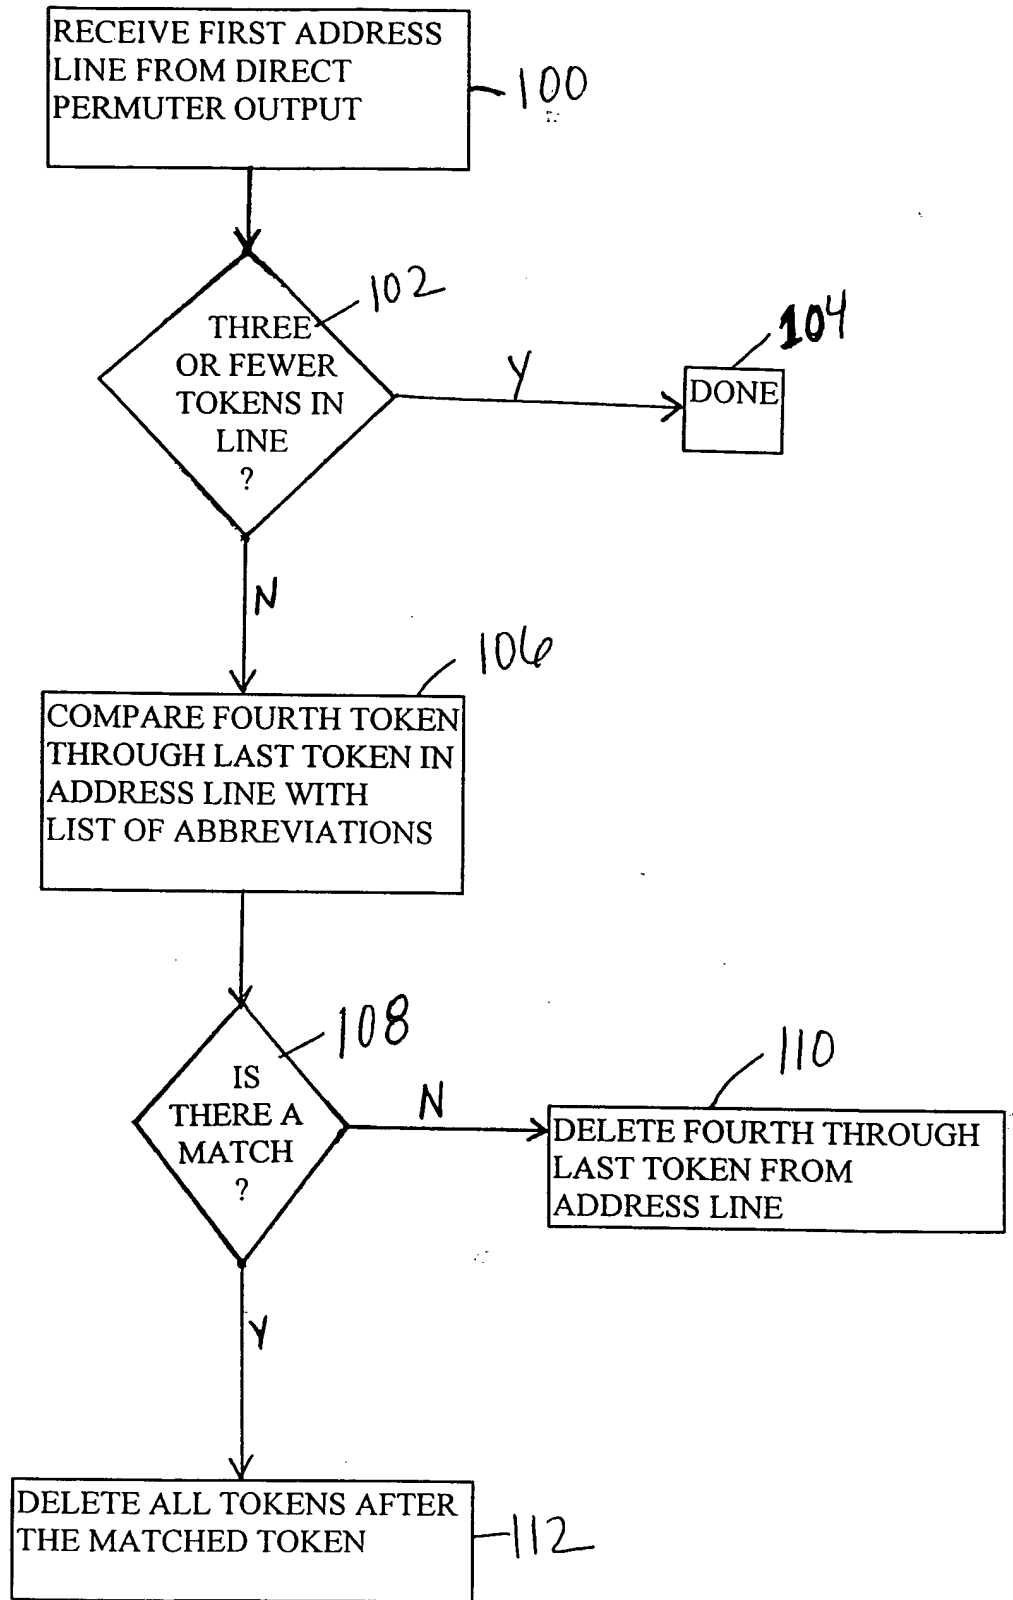 RECEIVE FIRST ADDRESS
LINE FROM DIRECT
PERMUTER OUTPUT
100
102
THREE
OR FEWER
TOKENS IN
LINE
?
Y
104
DONE
N
106
COMPARE FOURTH TOKEN
THROUGH LAST TOKEN IN
ADDRESS LINE WITH
LIST OF ABBREVIATIONS
108
IS
THERE A
MATCH
?
N
110
DELETE FOURTH THROUGH
LAST TOKEN FROM
ADDRESS LINE
Y
DELETE ALL TOKENS AFTER
THE MATCHED TOKEN
112